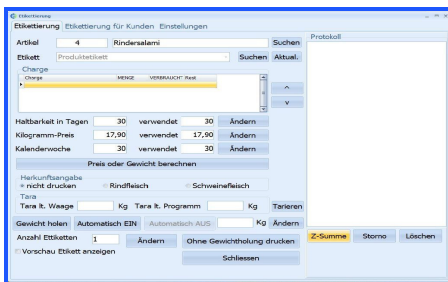 Etikettierung
Etikettierung Etikettierung für Kunden Einstellungen
Artikel 4 Rindersalami Suchen
Etikett Produktetikett Suchen Aktual.
Charge
Charge MENGE VERBRAUCHT Rest
^
v
Haltbarkeit in Tagen 30 verwendet 30 Ändern
Kilogramm-Preis 17,90 verwendet 17,90 Ändern
Kalenderwoche 30 verwendet 30 Ändern
Preis oder Gewicht berechnen
Herkunftsangabe
nicht drucken Rindfleisch Schweinefleisch
Tara
Tara lt. Waage Kg Tara lt. Programm Kg Tarieren
Gewicht holen Automatisch EIN Automatisch AUS Kg Ändern
Anzahl Ettiketten 1 Ändern Ohne Gewichtholung drucken
Vorschau Etikett anzeigen Schliessen
Protokoll
Z-Summe Storno Löschen